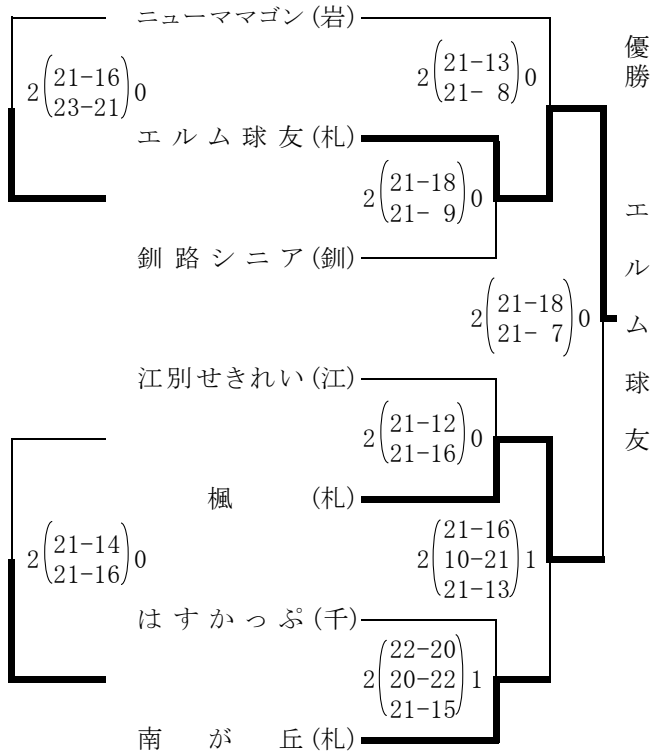 ニューママゴン (岩)
2 (21-16 23-21) 0
2 (21-13 21- 8) 0
優勝
エルム球友 (札)
2 (21-18 21- 9) 0
釧路シニア (釧)
エルム球友
2 (21-18 21- 7) 0
江別せきれい (江)
2 (21-12 21-16) 0
楓 (札)
2 (21-14 21-16) 0
2 (21-16 10-21 21-13) 1
はすかっぷ (千)
2 (22-20 20-22 21-15) 1
南が丘 (札)